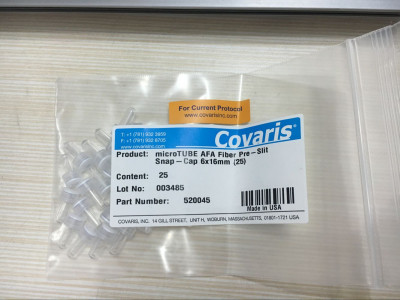 For Current Protocol
www.covarisinc.com
T: +1 (781) 932 3959
P: +1 (781) 932 8705
Covaris®
Product: microTUBE AFA Fiber Pre-Slit
Snap-Cap 6x16mm (25)
Content: 25
Lot No: 003485
Part Number: 520045
Made in USA
COVARIS, INC. 14 GILL STREET, UNIT H, WOBURN, MASSACHUSETTS, 01801-1721 USA